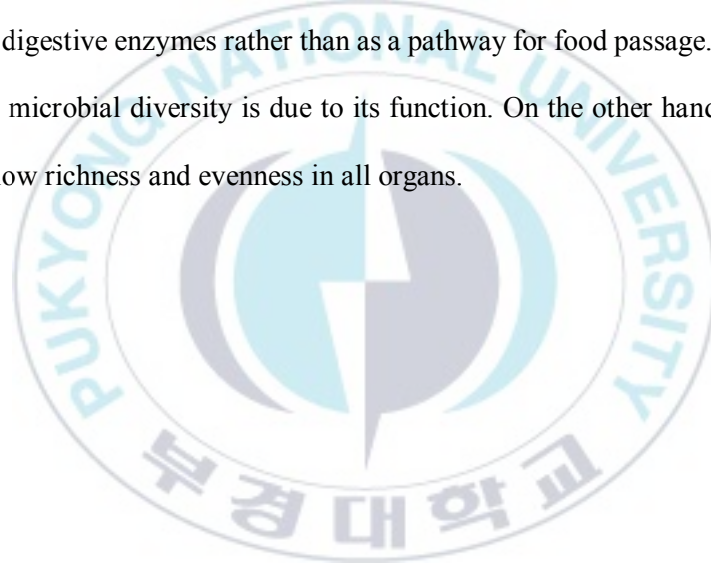 digestive enzymes rather than as a pathway for food passage.
microbial diversity is due to its function. On the other hand
low richness and evenness in all organs.
PUKYONG NATIONAL UNIVERSITY
부경대학교